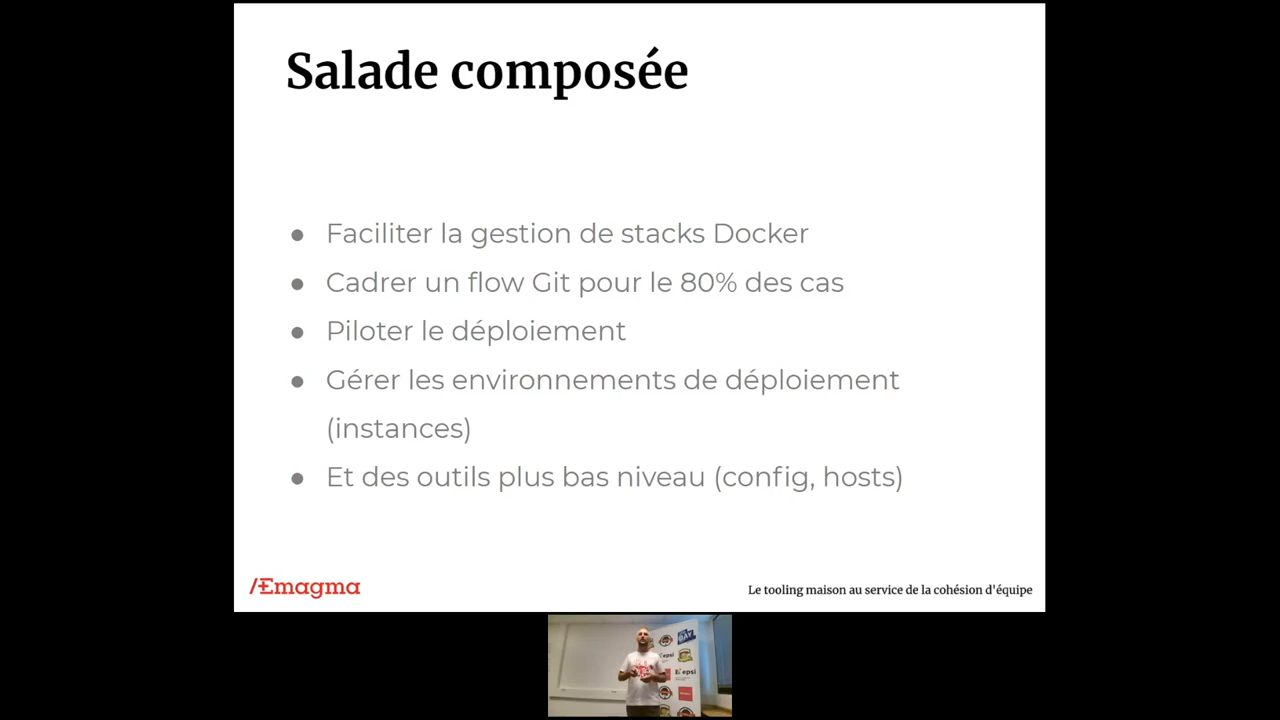 Salade composée
● Faciliter la gestion de stacks Docker
● Cadrer un flow Git pour le 80% des cas
● Piloter le déploiement
● Gérer les environnements de déploiement
(instances)
● Et des outils plus bas niveau (config, hosts)
/Emagma
Le tooling maison au service de la cohésion d'équipe
epsi
epsi